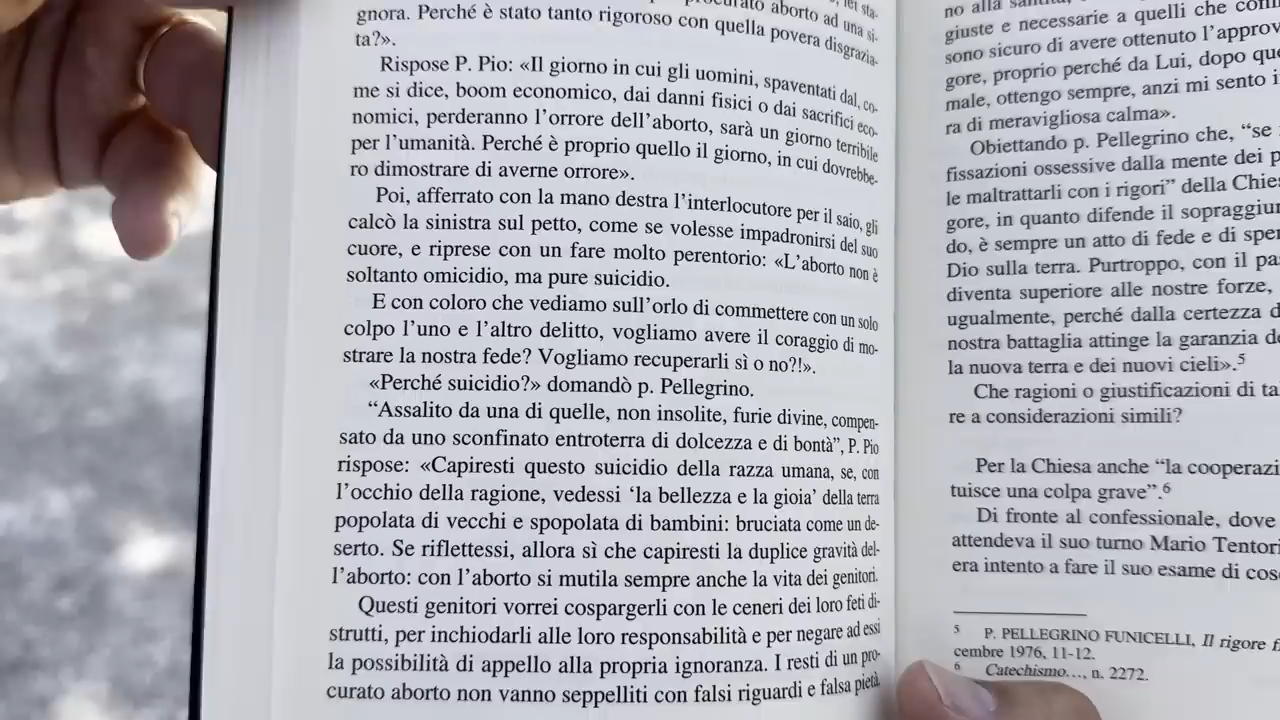 procurato aborto ad una si-
gnora. Perché è stato tanto rigoroso con quella povera disgrazia-
ta?».
Rispose P. Pio: «Il giorno in cui gli uomini, spaventati dal, co-
me si dice, boom economico, dai danni fisici o dai sacrifici eco-
nomici, perderanno l'orrore dell'aborto, sarà un giorno terribile
per l'umanità. Perché è proprio quello il giorno, in cui dovrebbe-
ro dimostrare di averne orrore».
Poi, afferrato con la mano destra l'interlocutore per il saio, gli
calcò la sinistra sul petto, come se volesse impadronirsi del suo
cuore, e riprese con un fare molto perentorio: «L'aborto non è
soltanto omicidio, ma pure suicidio.
E con coloro che vediamo sull'orlo di commettere con un solo
colpo l'uno e l'altro delitto, vogliamo avere il coraggio di mo-
strare la nostra fede? Vogliamo recuperarli sì o no?!».
«Perché suicidio?» domandò p. Pellegrino.
“Assalito da una di quelle, non insolite, furie divine, compen-
sato da uno sconfinato entroterra di dolcezza e di bontà”, P. Pio
rispose: «Capiresti questo suicidio della razza umana, se, con
l'occhio della ragione, vedessi ‘la bellezza e la gioia’ della terra
popolata di vecchi e spopolata di bambini: bruciata come un de-
serto. Se riflettessi, allora sì che capiresti la duplice gravità del-
l'aborto: con l'aborto si mutila sempre anche la vita dei genitori.
Questi genitori vorrei cospargerli con le ceneri dei loro feti di-
strutti, per inchiodarli alle loro responsabilità e per negare ad essi
la possibilità di appello alla propria ignoranza. I resti di un pro-
curato aborto non vanno seppelliti con falsi riguardi e falsa pietà.
no alla
giuste e necessarie a quelli che
sono sicuro di avere ottenuto l'approv
gore, proprio perché da Lui, dopo
male, ottengo sempre, anzi mi sento i
ra di meravigliosa calma».
Obiettando p. Pellegrino che, “se
fissazioni ossessive dalla mente dei p
le maltrattarli con i rigori” della Chie
gore, in quanto difende il sopraggiun
do, è sempre un atto di fede e di spe
Dio sulla terra. Purtroppo, con il pa
diventa superiore alle nostre forze,
ugualmente, perché dalla certezza d
nostra battaglia attinge la garanzia d
la nuova terra e dei nuovi cieli».5
Che ragioni o giustificazioni di ta
re a considerazioni simili?
Per la Chiesa anche “la cooperazi
tuisce una colpa grave”.6
Di fronte al confessionale, dove
attendeva il suo turno Mario Tentori
era intento a fare il suo esame di cos
5 P. PELLEGRINO FUNICELLI, Il rigore
cembre 1976, 11-12.
6 Catechismo…, n. 2272.